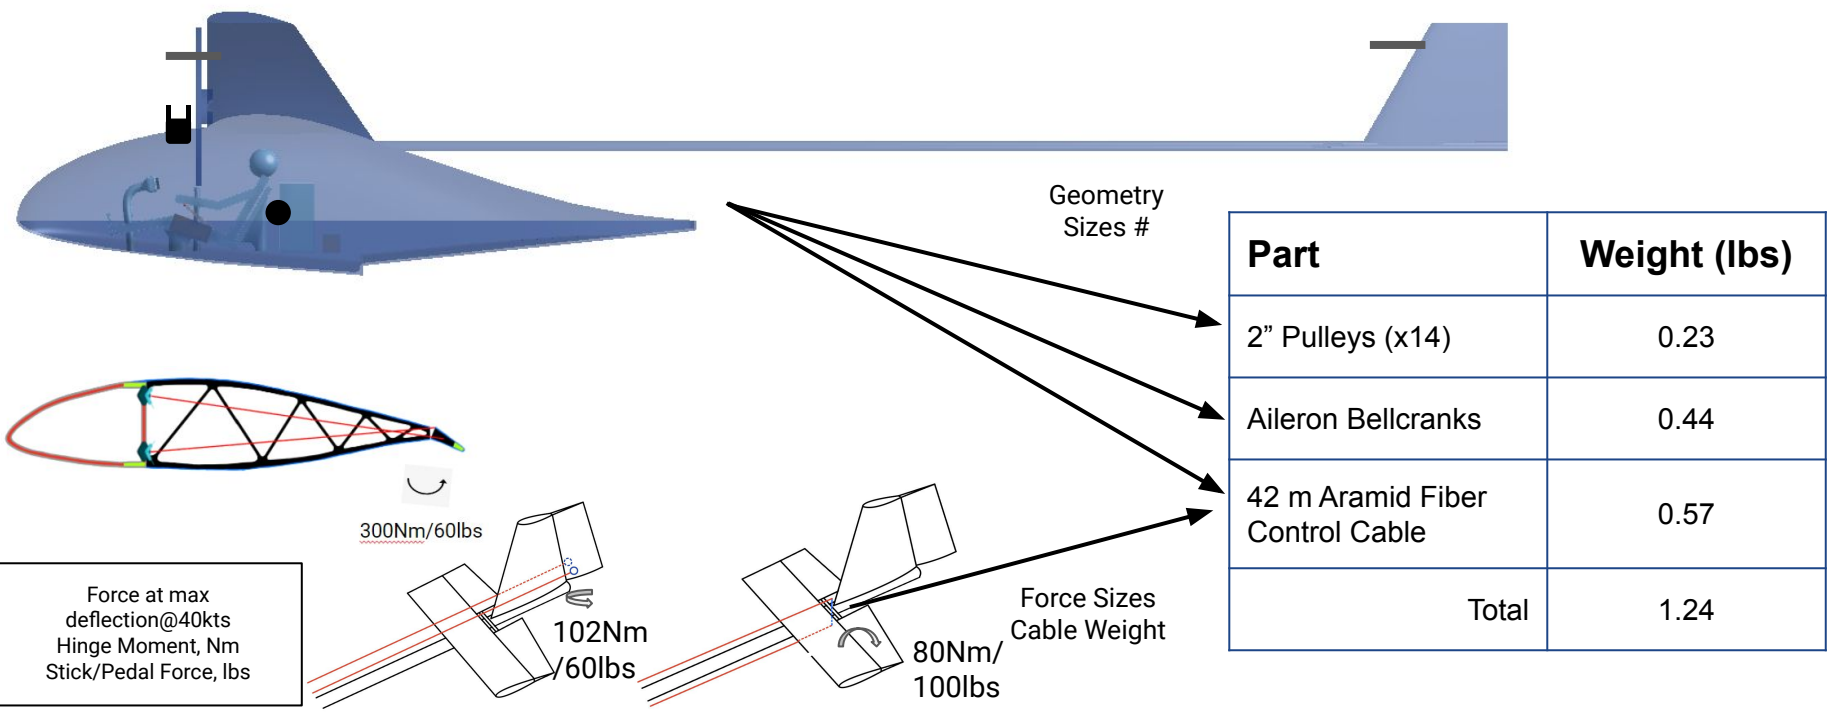 Geometry
Sizes #
Part
Weight (lbs)
2” Pulleys (x14)
0.23
Aileron Bellcranks
0.44
42 m Aramid Fiber
Control Cable
0.57
Total
1.24
300Nm/60lbs
Force at max
deflection@40kts
Hinge Moment, Nm
Stick/Pedal Force, lbs
102Nm
/60lbs
80Nm/
100lbs
Force Sizes
Cable Weight